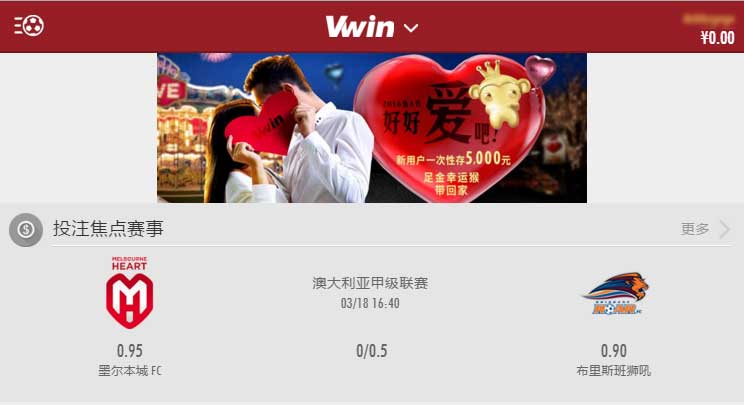 Vwin
¥0.00
VE
Vwin
2016情人节
好好爱吧!
新用户一次性存5,000元
足金幸运猴
带回家
投注焦点赛事
更多
MELBOURNE
HEART
澳大利亚甲级联赛
03/18 16:40
0.95
0/0.5
0.90
墨尔本城 FC
布里斯班狮吼